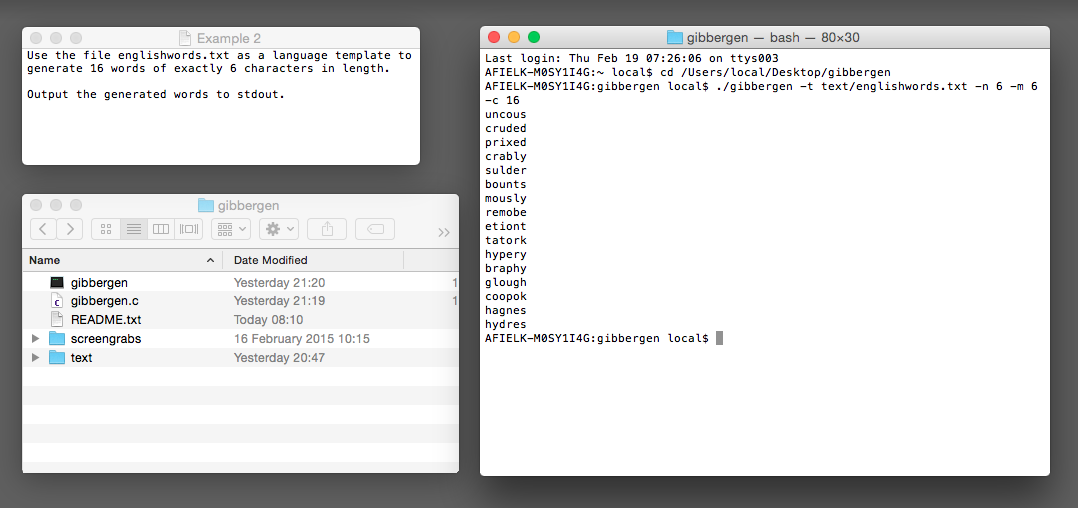 Example 2
Use the file englishwords.txt as a language template to
generate 16 words of exactly 6 characters in length.
Output the generated words to stdout.
gibbergen
Name Date Modified
gibbergen Yesterday 21:20 1
gibbergen.c Yesterday 21:19 1
README.txt Today 08:10
screengrabs 16 February 2015 10:15
text Yesterday 20:47
gibbergen — bash — 80×30
Last login: Thu Feb 19 07:26:06 on ttys003
AFIELK-M0SY1I4G:~ local$ cd /Users/local/Desktop/gibbergen
AFIELK-M0SY1I4G:gibbergen local$ ./gibbergen -t text/englishwords.txt -n 6 -m 6
-c 16
uncous
cruded
prixed
crably
sulder
bounts
mously
remobe
etiont
tatork
hypery
braphy
glough
coopok
hagnes
hydres
AFIELK-M0SY1I4G:gibbergen local$